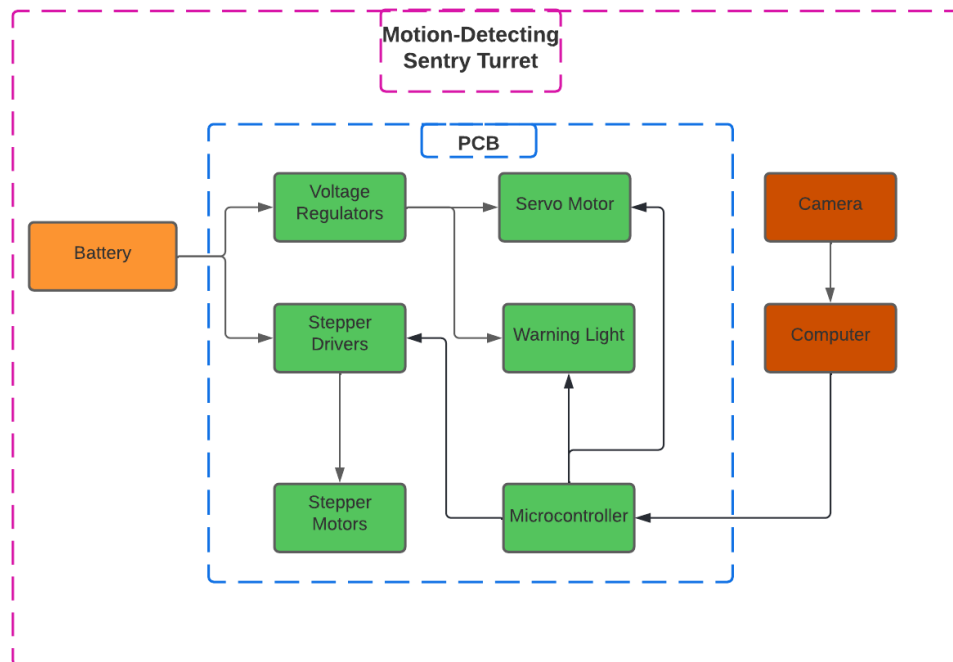 Motion-Detecting
Sentry Turret
PCB
Voltage
Regulators
Servo Motor
Camera
Battery
Stepper
Drivers
Warning Light
Computer
Stepper
Motors
Microcontroller